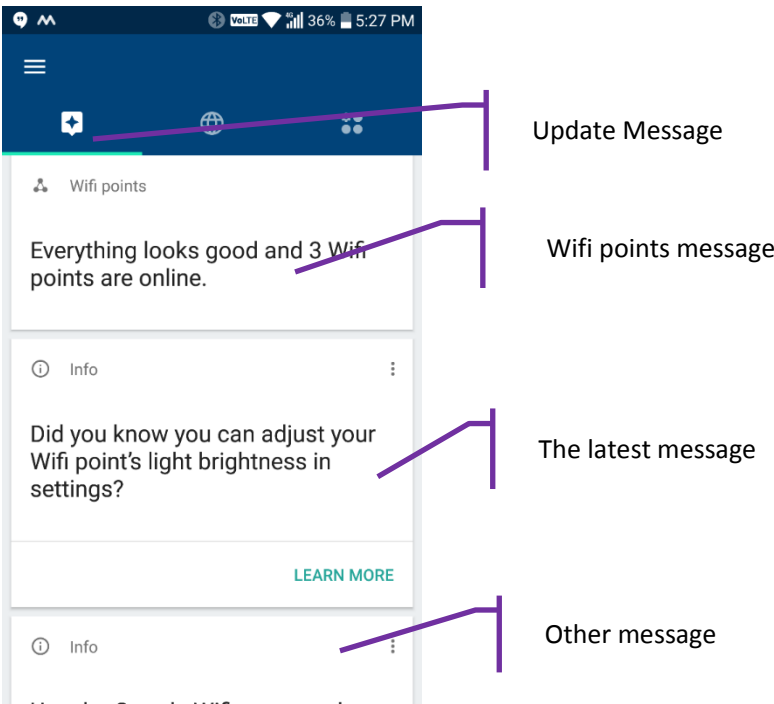 VoLTE 4G 36% 5:27 PM
Update Message
Wifi points
Everything looks good and 3 Wifi
points are online.
Wifi points message
Info
Did you know you can adjust your
Wifi point's light brightness in
settings?
The latest message
LEARN MORE
Info
Other message